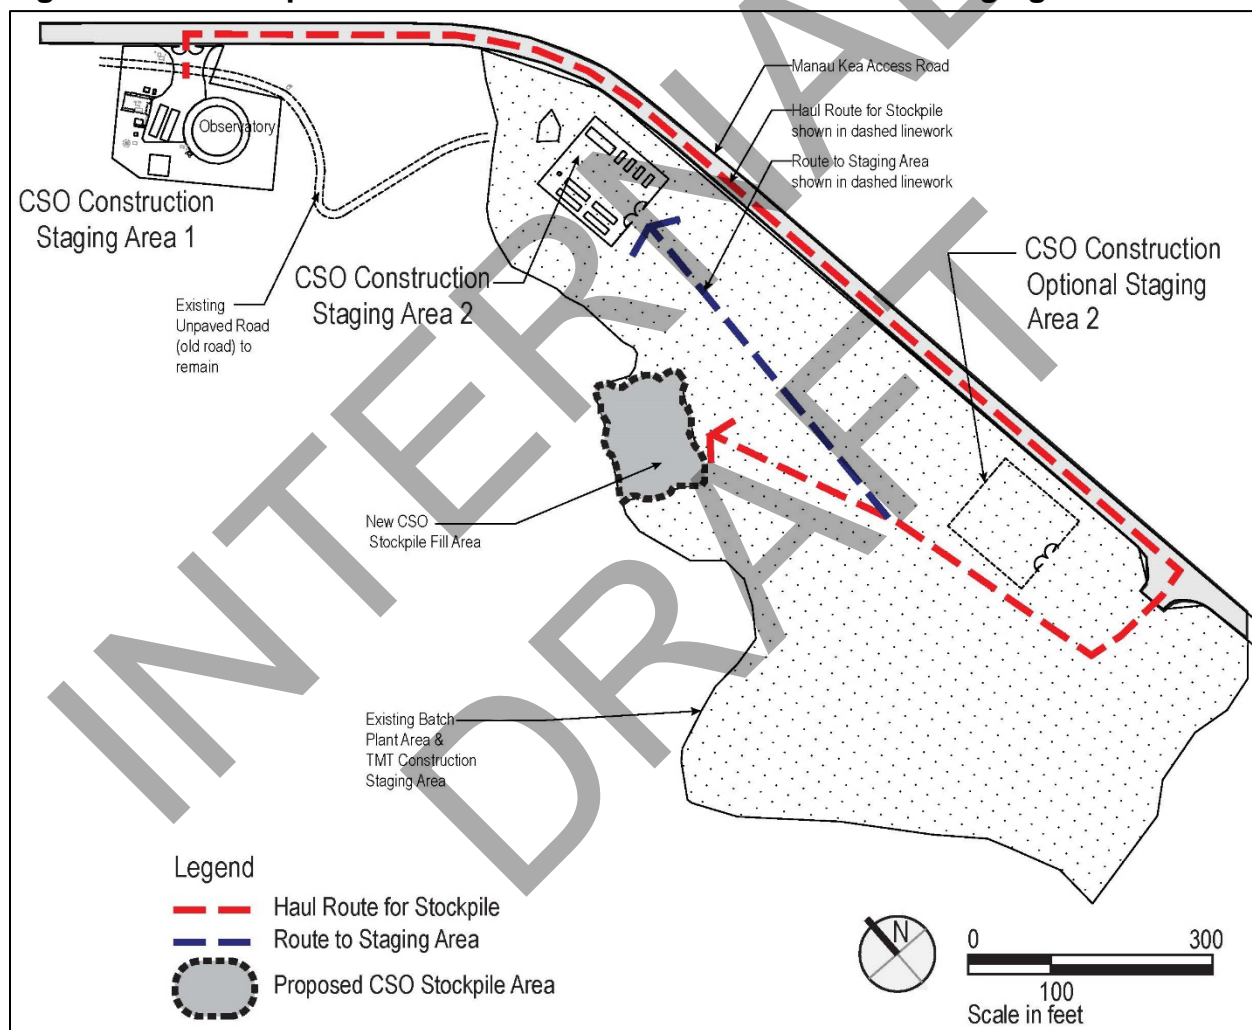 Manau Kea Access Road
Haul Route for Stockpile
shown in dashed linework
Route to Staging Area
shown in dashed linework
Observatory
CSO Construction
Staging Area 1
CSO Construction
Staging Area 2
CSO Construction
Optional Staging
Area 2
Existing
Unpaved Road
(old road) to
remain
New CSO
Stockpile Fill Area
Existing Batch
Plant Area &
TMT Construction
Staging Area
INTERNAL
DRAFT
Legend
Haul Route for Stockpile
Route to Staging Area
Proposed CSO Stockpile Area
N
0 300
100
Scale in feet